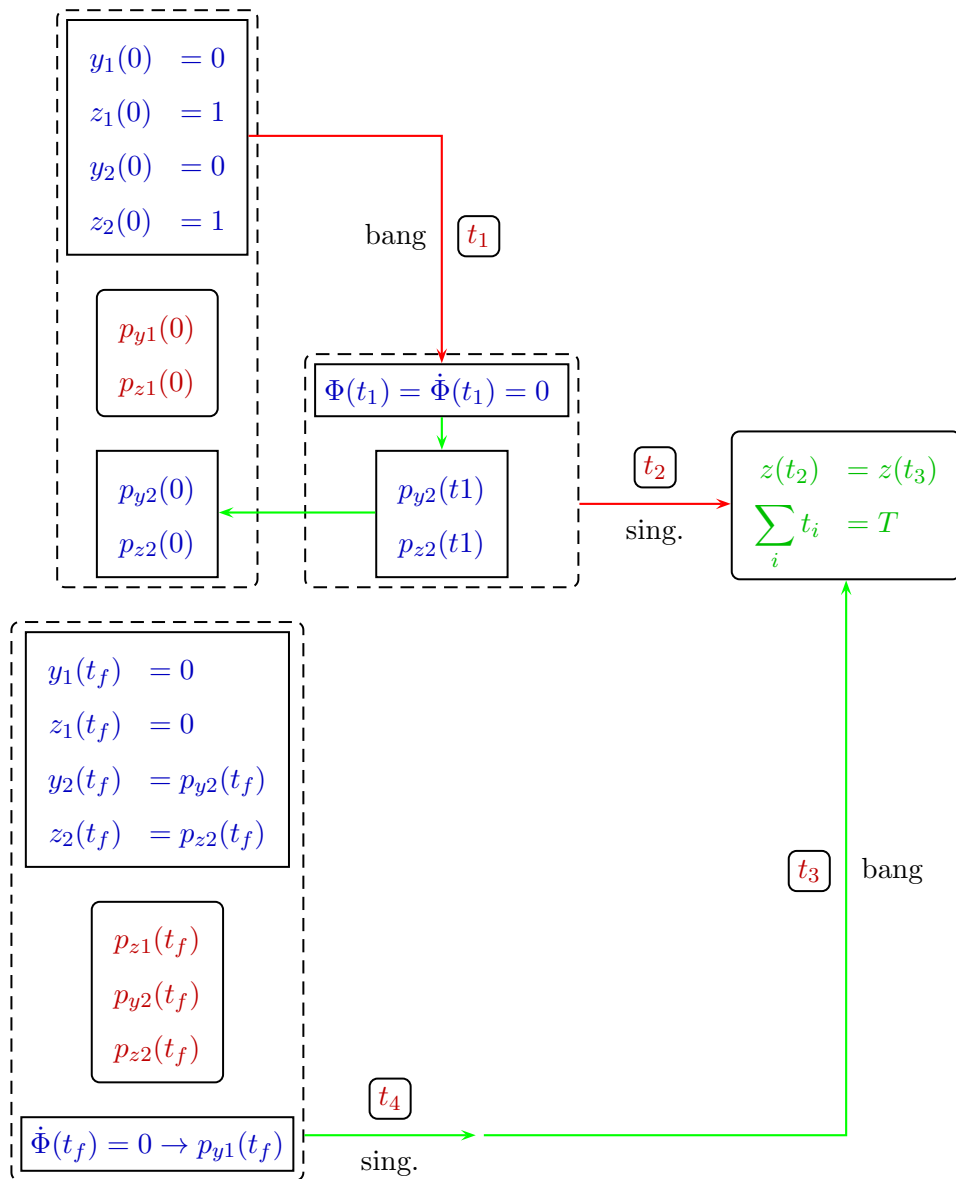 y₁(0) = 0
z₁(0) = 1
y₂(0) = 0
z₂(0) = 1
bang t₁
p_{y1}(0)
p_{z1}(0)
Φ(t₁) = Φ̇(t₁) = 0
p_{y2}(0)
p_{z2}(0)
p_{y2}(t1)
p_{z2}(t1)
t₂
sing.
z(t₂) = z(t₃)
∑_i t_i = T
y₁(t_f) = 0
z₁(t_f) = 0
y₂(t_f) = p_{y2}(t_f)
z₂(t_f) = p_{z2}(t_f)
t₃ bang
p_{z1}(t_f)
p_{y2}(t_f)
p_{z2}(t_f)
Φ̇(t_f) = 0 → p_{y1}(t_f)
t₄
sing.